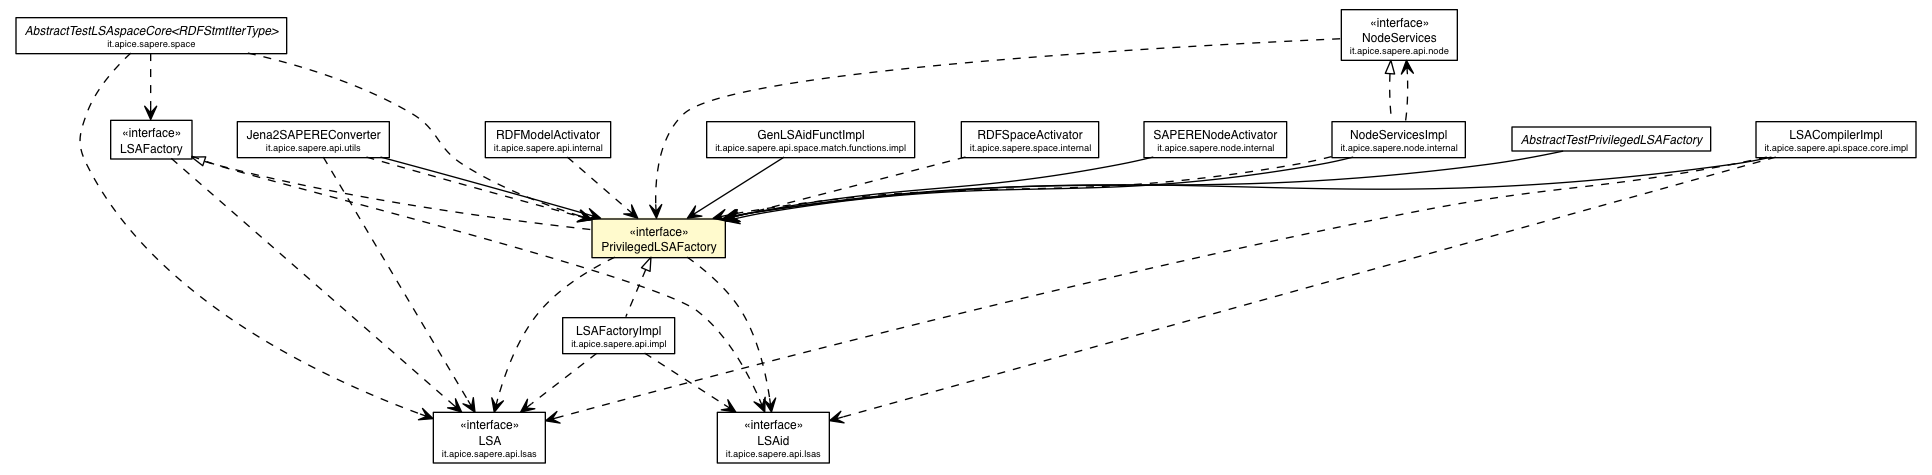 AbstractTestLSAspaceCore<RDFStmtIterType>
it.apice.sapere.space
«interface»
NodeServices
it.apice.sapere.api.node
«interface»
LSAFactory
Jena2SAPEREConverter
it.apice.sapere.api.utils
RDFModelActivator
it.apice.sapere.api.internal
GenLSAidFunctImpl
it.apice.sapere.api.space.match.functions.impl
RDFSpaceActivator
it.apice.sapere.space.internal
SAPERENodeActivator
it.apice.sapere.node.internal
NodeServicesImpl
it.apice.sapere.node.internal
AbstractTestPrivilegedLSAFactory
LSACompilerImpl
it.apice.sapere.api.space.core.impl
«interface»
PrivilegedLSAFactory
LSAFactoryImpl
it.apice.sapere.api.impl
«interface»
LSA
it.apice.sapere.api.lsas
«interface»
LSAid
it.apice.sapere.api.lsas